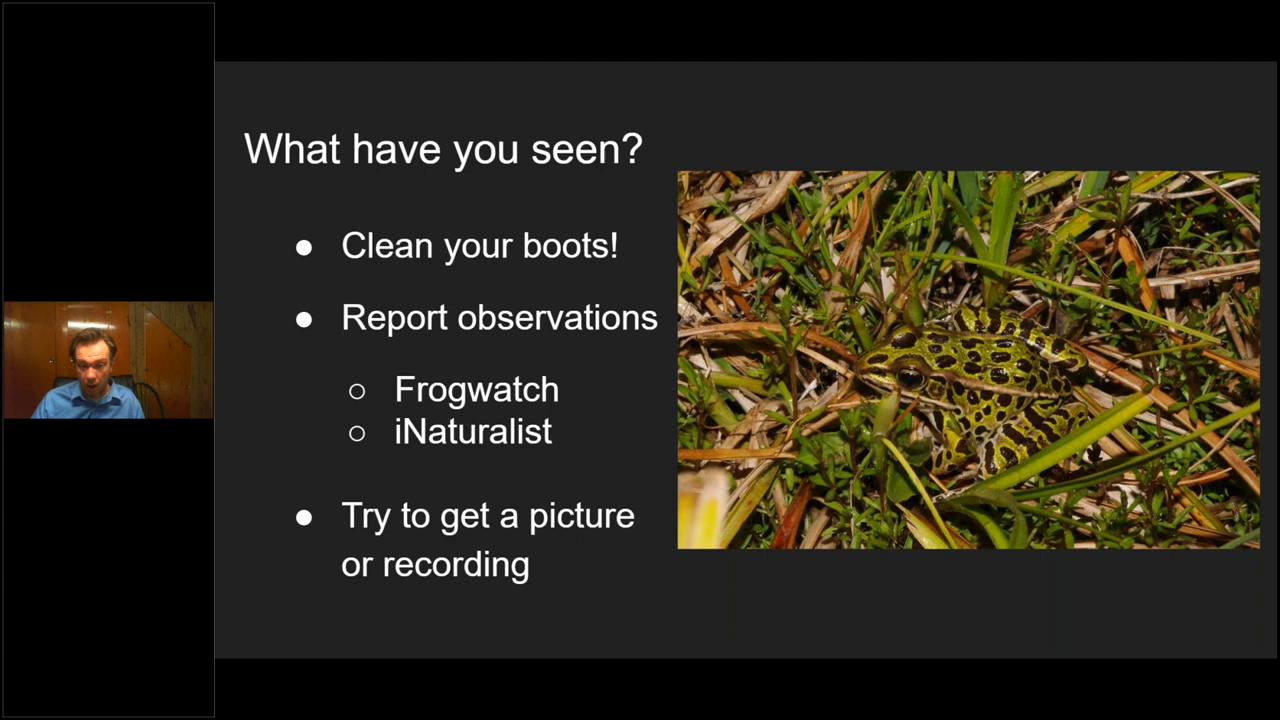 What have you seen?
● Clean your boots!
● Report observations
○ Frogwatch
○ iNaturalist
● Try to get a picture
or recording